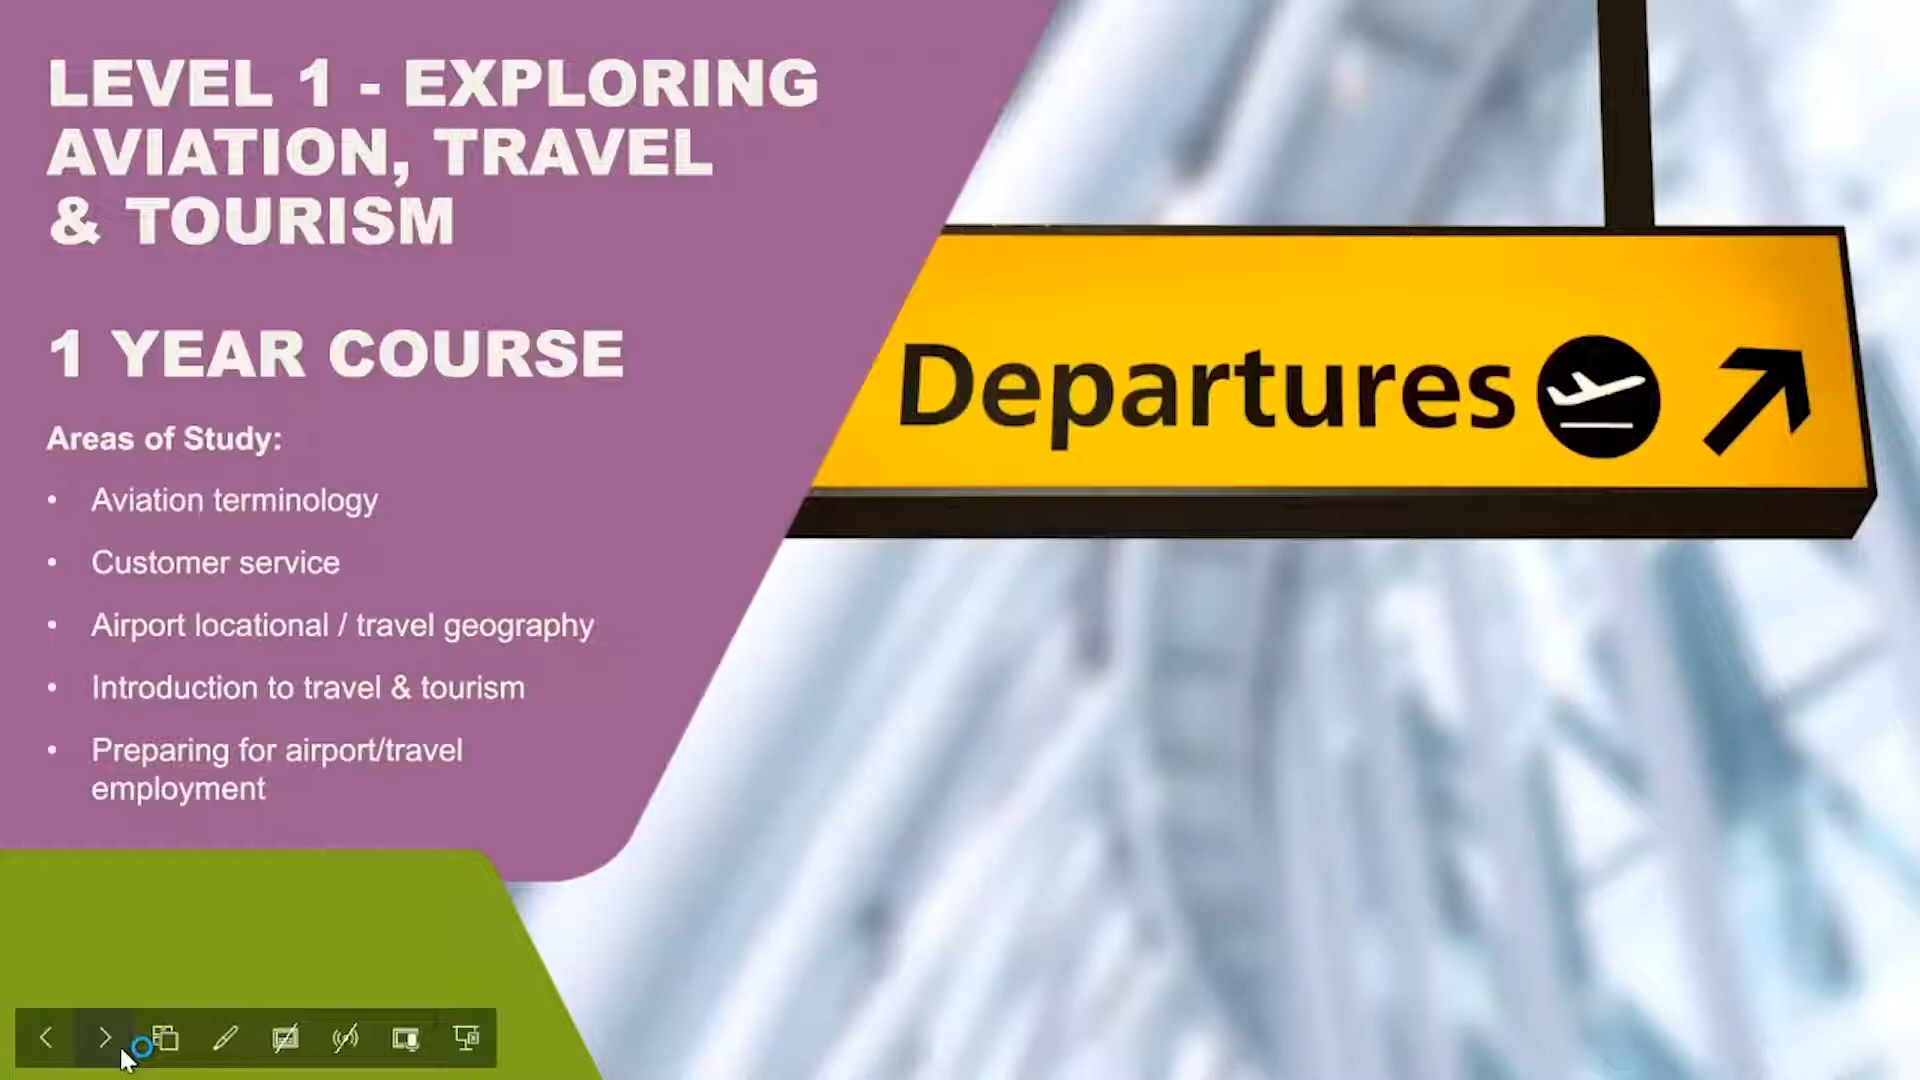 LEVEL 1 - EXPLORING
AVIATION, TRAVEL
& TOURISM
1 YEAR COURSE
Areas of Study:
• Aviation terminology
• Customer service
• Airport locational / travel geography
• Introduction to travel & tourism
• Preparing for airport/travel
employment
Departures